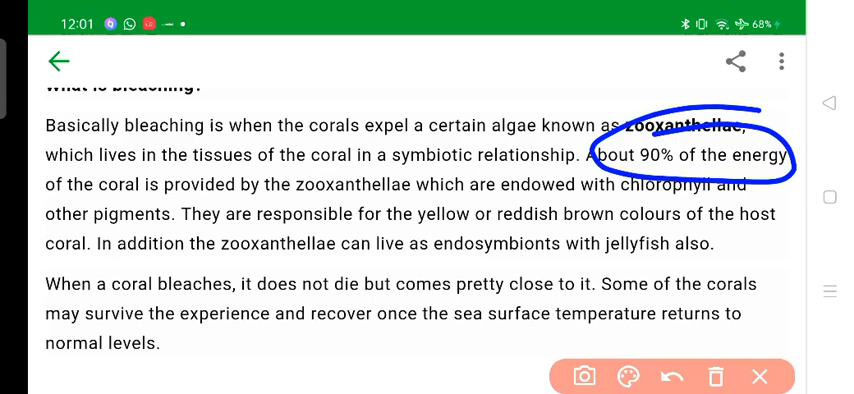 12:01
68%
What is bleaching?
Basically bleaching is when the corals expel a certain algae known as zooxanthellae,
which lives in the tissues of the coral in a symbiotic relationship. About 90% of the energy
of the coral is provided by the zooxanthellae which are endowed with chlorophyll and
other pigments. They are responsible for the yellow or reddish brown colours of the host
coral. In addition the zooxanthellae can live as endosymbionts with jellyfish also.
When a coral bleaches, it does not die but comes pretty close to it. Some of the corals
may survive the experience and recover once the sea surface temperature returns to
normal levels.